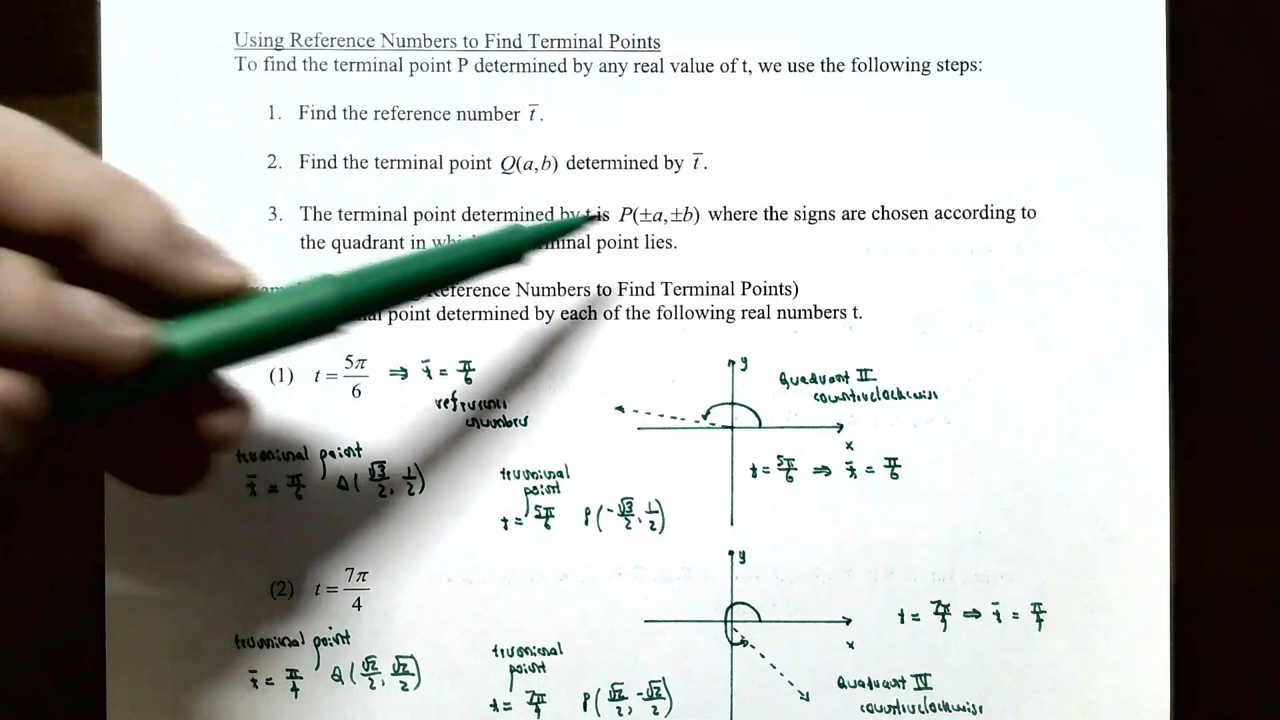 Using Reference Numbers to Find Terminal Points
To find the terminal point P determined by any real value of t, we use the following steps:
1. Find the reference number t̄.
2. Find the terminal point Q(a,b) determined by t̄.
3. The terminal point determined by t is P(±a,±b) where the signs are chosen according to
the quadrant in which terminal point lies.
Reference Numbers to Find Terminal Points)
point determined by each of the following real numbers t.
(1) t = 5π/6 ⇒ t̄ = π/6
reference
number
y
Quadrant II
counterclockwise
x
t = 5π/6 ⇒ t̄ = π/6
terminal point
t̄ = π/6 Q(√3/2, 1/2)
terminal
point
t = 5π/6 P(-√3/2, 1/2)
(2) t = 7π/4
y
t = 7π/4 ⇒ t̄ = π/4
x
terminal point
t̄ = π/4 Q(√2/2, √2/2)
terminal
point
t = 7π/4 P(√2/2, -√2/2)
Quadrant IV
counterclockwise